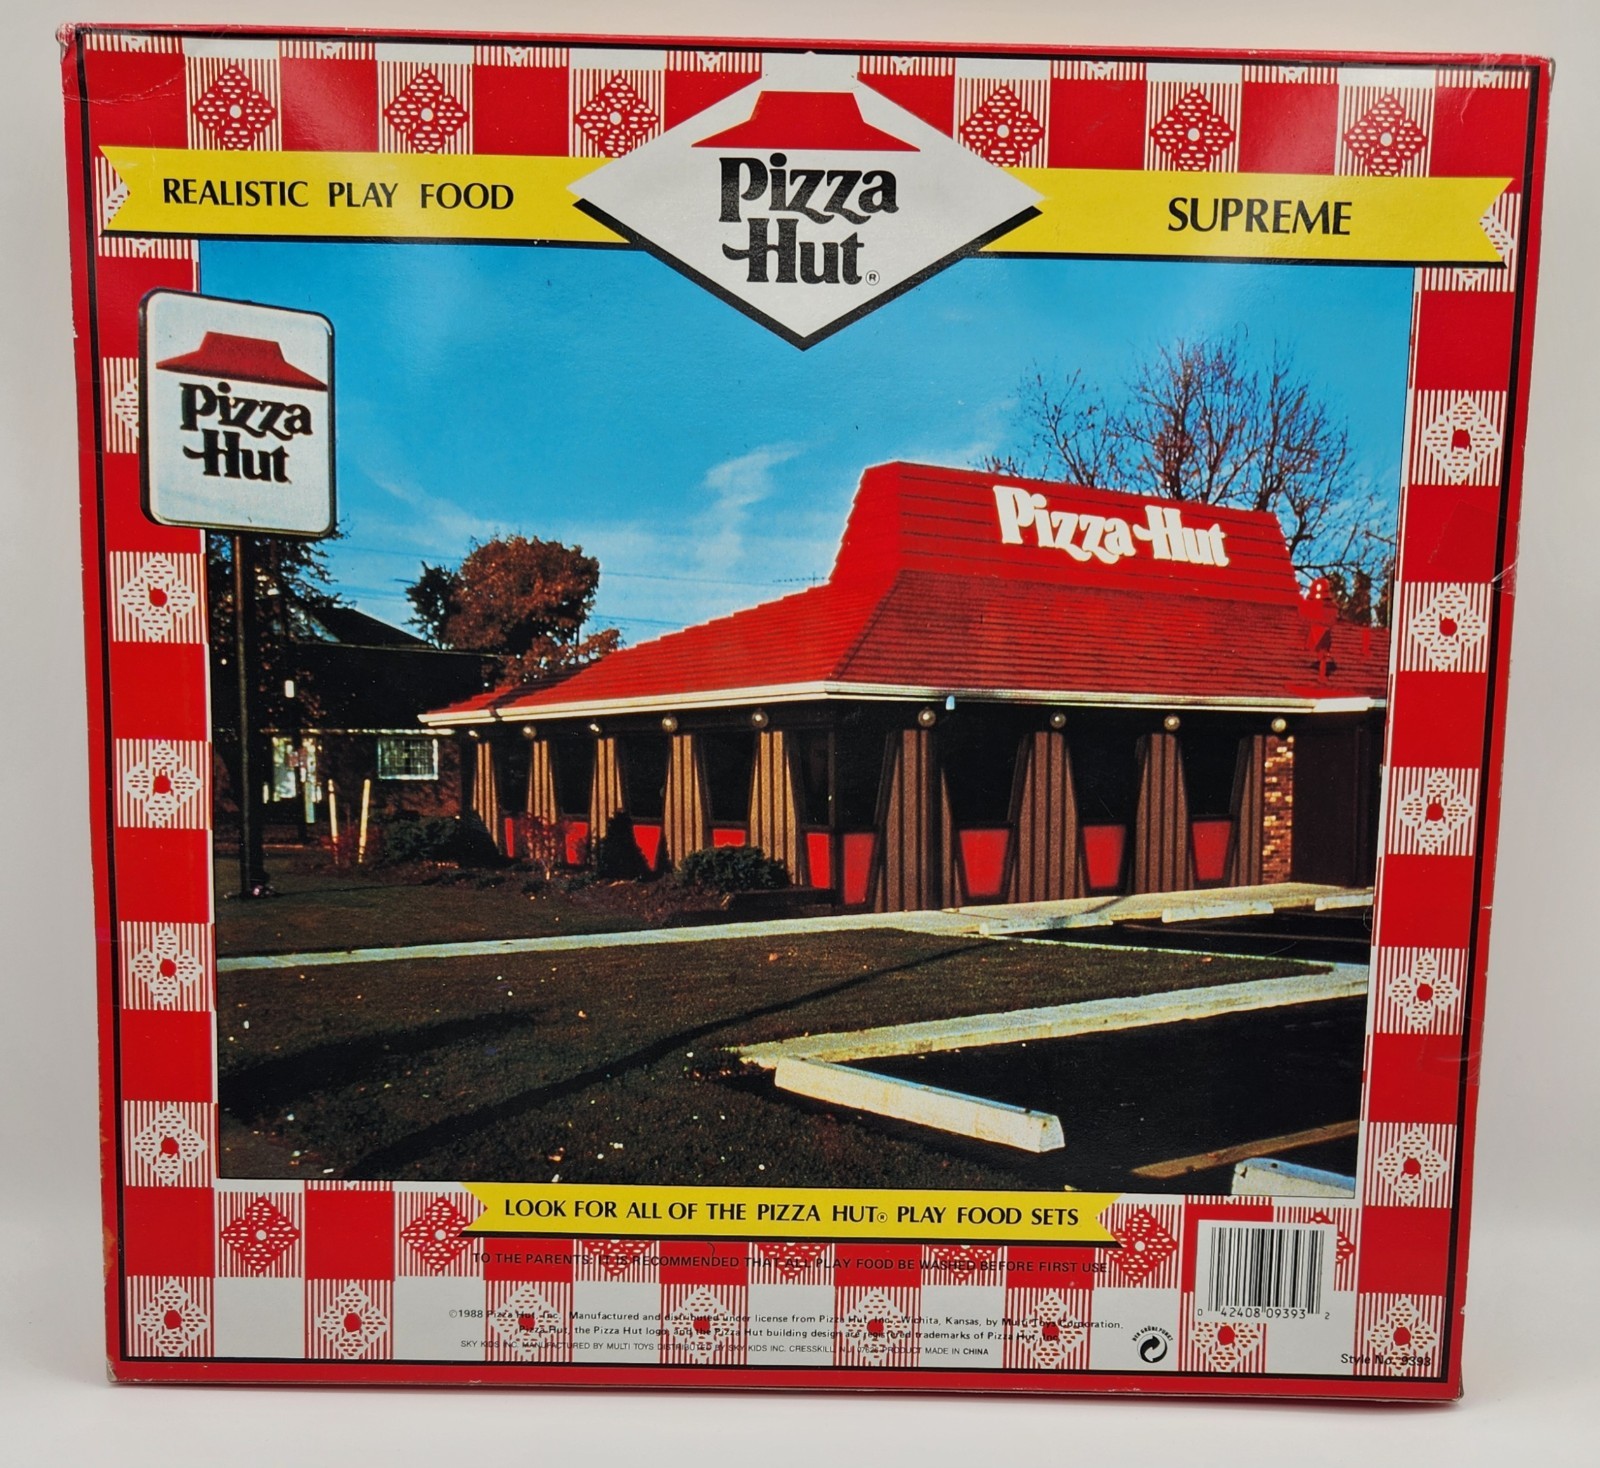 REALISTIC PLAY FOOD
Pizza
Hut®
SUPREME
Pizza
Hut
Pizza Hut
LOOK FOR ALL OF THE PIZZA HUT® PLAY FOOD SETS
TO THE PARENTS: IT IS RECOMMENDED THAT ALL PLAY FOOD BE WASHED BEFORE FIRST USE.
©1988 Pizza Hut, Inc. Manufactured and distributed under license from Pizza Hut, Inc., Wichita, Kansas, by Multi Toys Corporation.
Pizza Hut, the Pizza Hut logo and the Pizza Hut building design are registered trademarks of Pizza Hut, Inc.
SKY KIDS INC. MANUFACTURED BY MULTI TOYS DISTRIBUTED BY SKY KIDS INC. CRESSKILL, N.J. PRODUCT MADE IN CHINA
0 42408 09393 2
DER GRÜNE PUNKT
Style No. 9393